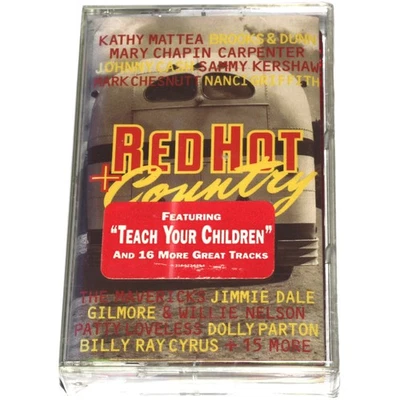 KATHY MATTEA BROOKS & DUNN
MARY CHAPIN CARPENTER
JOHNNY CASH SAMMY KERSHAW
MARK CHESNUTT NANCI GRIFFITH
RED HOT
+ Country
FEATURING
"TEACH YOUR CHILDREN"
AND 16 MORE GREAT TRACKS
THE MAVERICKS JIMMIE DALE
GILMORE & WILLIE NELSON
PATTY LOVELESS DOLLY PARTON
BILLY RAY CYRUS + 15 MORE